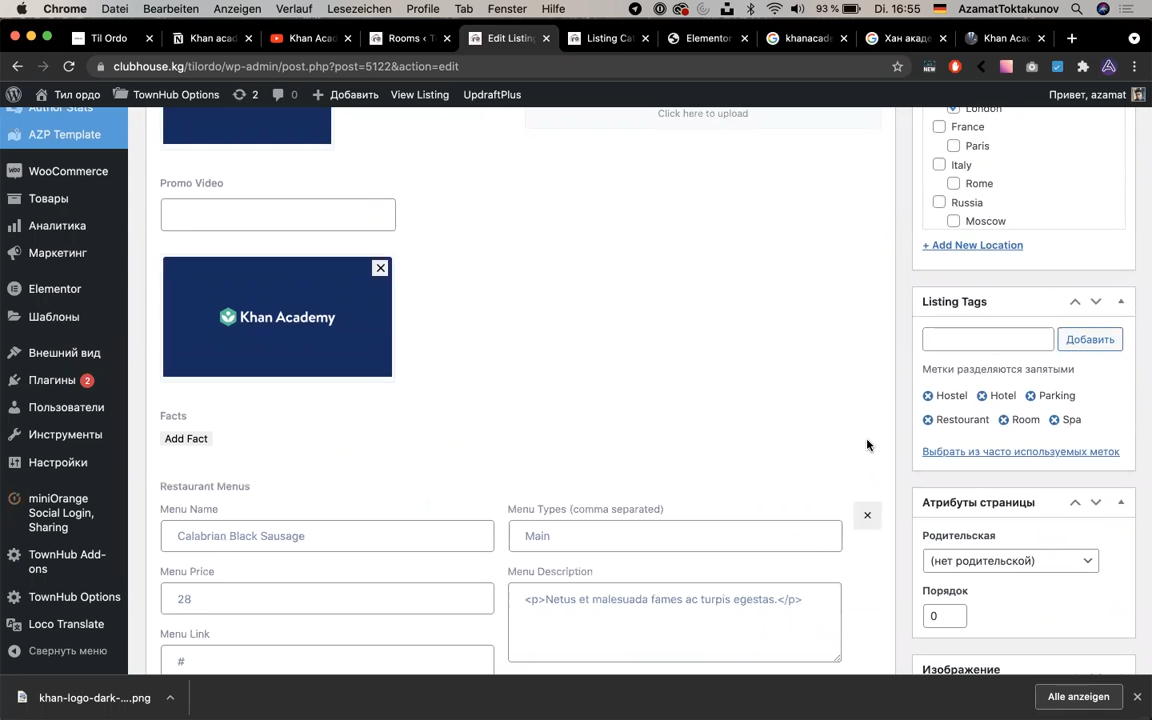 Chrome Datei Bearbeiten Anzeigen Verlauf Lesezeichen Profile Tab Fenster Hilfe 93 % Di. 16:55 AzamatToktakunov
Til Ordo Khan acad Khan Acad Rooms ‹ T Edit Listing Listing Cat Elementor khanacade Хан акаде Khan Acad
clubhouse.kg/tilordo/wp-admin/post.php?post=5122&action=edit
Тил ордо TownHub Options 2 0 Добавить View Listing UpdraftPlus Привет, azamat
Author Stats
AZP Template
WooCommerce
Товары
Аналитика
Маркетинг
Elementor
Шаблоны
Внешний вид
Плагины 2
Пользователи
Инструменты
Настройки
miniOrange
Social Login,
Sharing
TownHub Add-
ons
TownHub Options
Loco Translate
Свернуть меню
Click here to upload
Promo Video
Khan Academy
Facts
Add Fact
Restaurant Menus
Menu Name
Calabrian Black Sausage
Menu Types (comma separated)
Main
Menu Price
28
Menu Description
<p>Netus et malesuada fames ac turpis egestas.</p>
Menu Link
#
London
France
Paris
Italy
Rome
Russia
Moscow
+ Add New Location
Listing Tags
Добавить
Метки разделяются запятыми
Hostel Hotel Parking
Restourant Room Spa
Выбрать из часто используемых меток
Атрибуты страницы
Родительская
(нет родительской)
Порядок
0
Изображение
khan-logo-dark-....png
Alle anzeigen